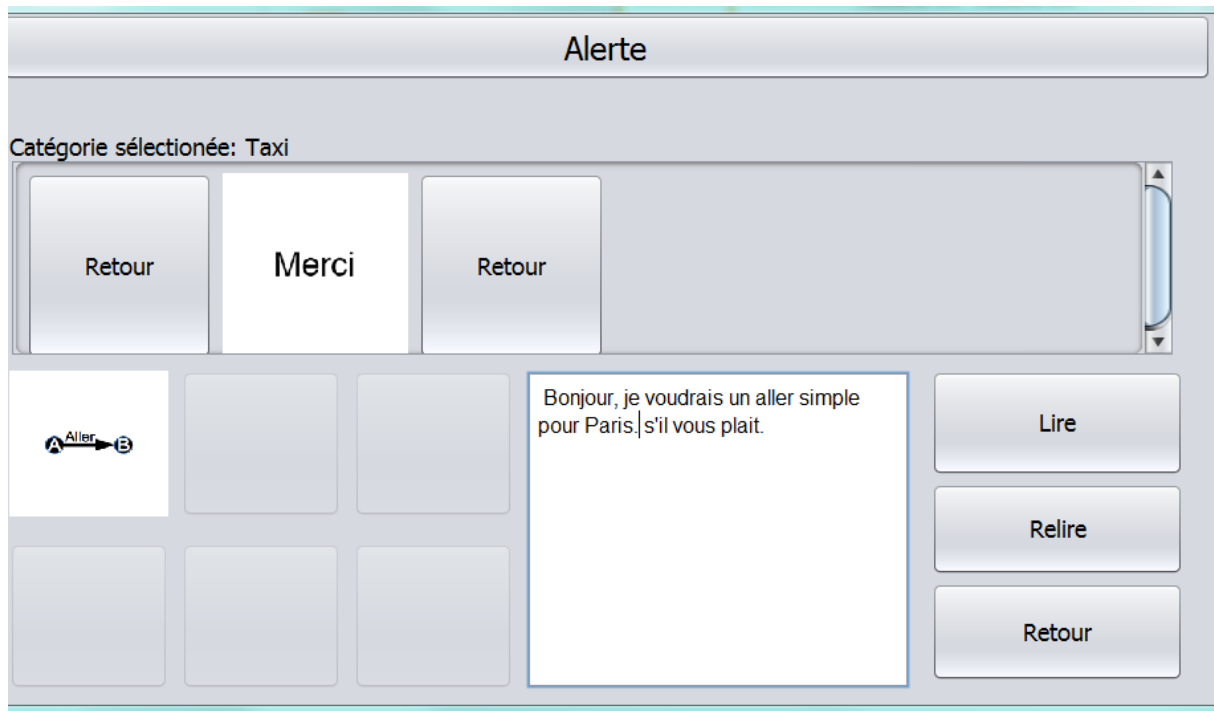 Alerte
Catégorie sélectionée: Taxi
Retour
Merci
Retour
A Aller B
Bonjour, je voudrais un aller simple
pour Paris. s'il vous plait.
Lire
Relire
Retour